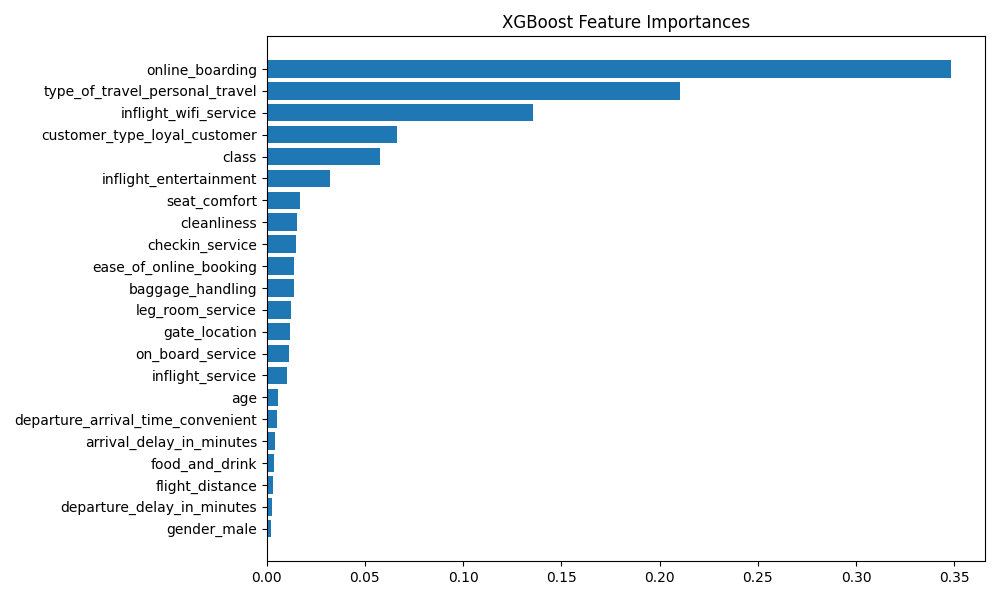 XGBoost Feature Importances
online_boarding
type_of_travel_personal_travel
inflight_wifi_service
customer_type_loyal_customer
class
inflight_entertainment
seat_comfort
cleanliness
checkin_service
ease_of_online_booking
baggage_handling
leg_room_service
gate_location
on_board_service
inflight_service
age
departure_arrival_time_convenient
arrival_delay_in_minutes
food_and_drink
flight_distance
departure_delay_in_minutes
gender_male
0.00 0.05 0.10 0.15 0.20 0.25 0.30 0.35